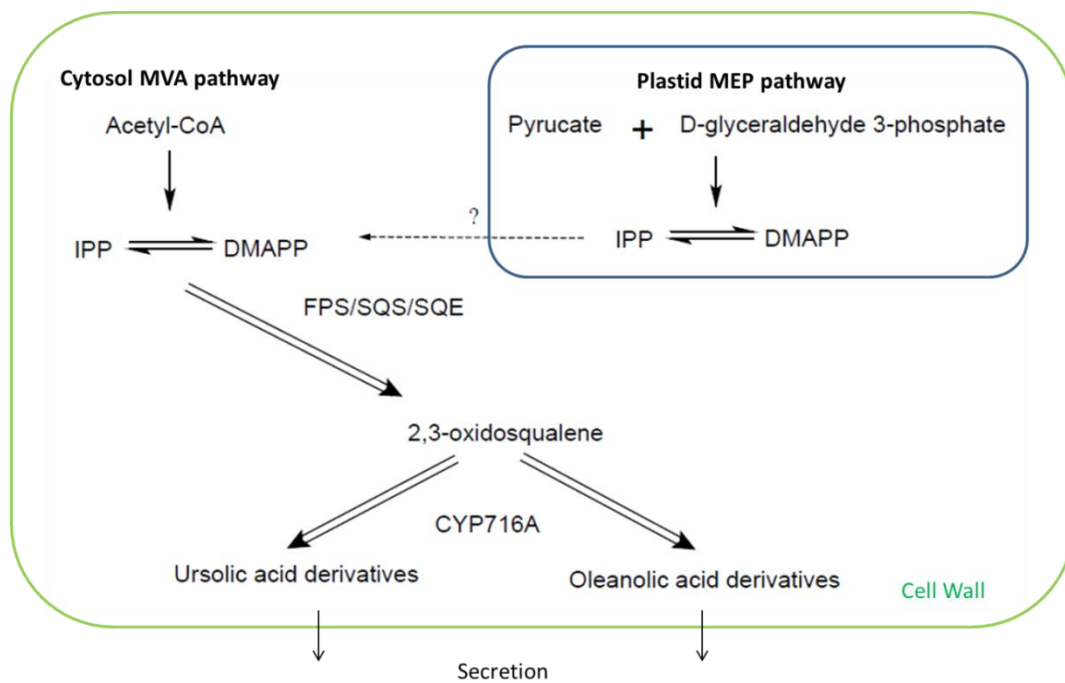 Cytosol MVA pathway
Plastid MEP pathway
Acetyl-CoA
Pyrucate + D-glyceraldehyde 3-phosphate
?
IPP DMAPP
IPP DMAPP
FPS/SQS/SQE
2,3-oxidosqualene
CYP716A
Ursolic acid derivatives
Oleanolic acid derivatives
Cell Wall
Secretion